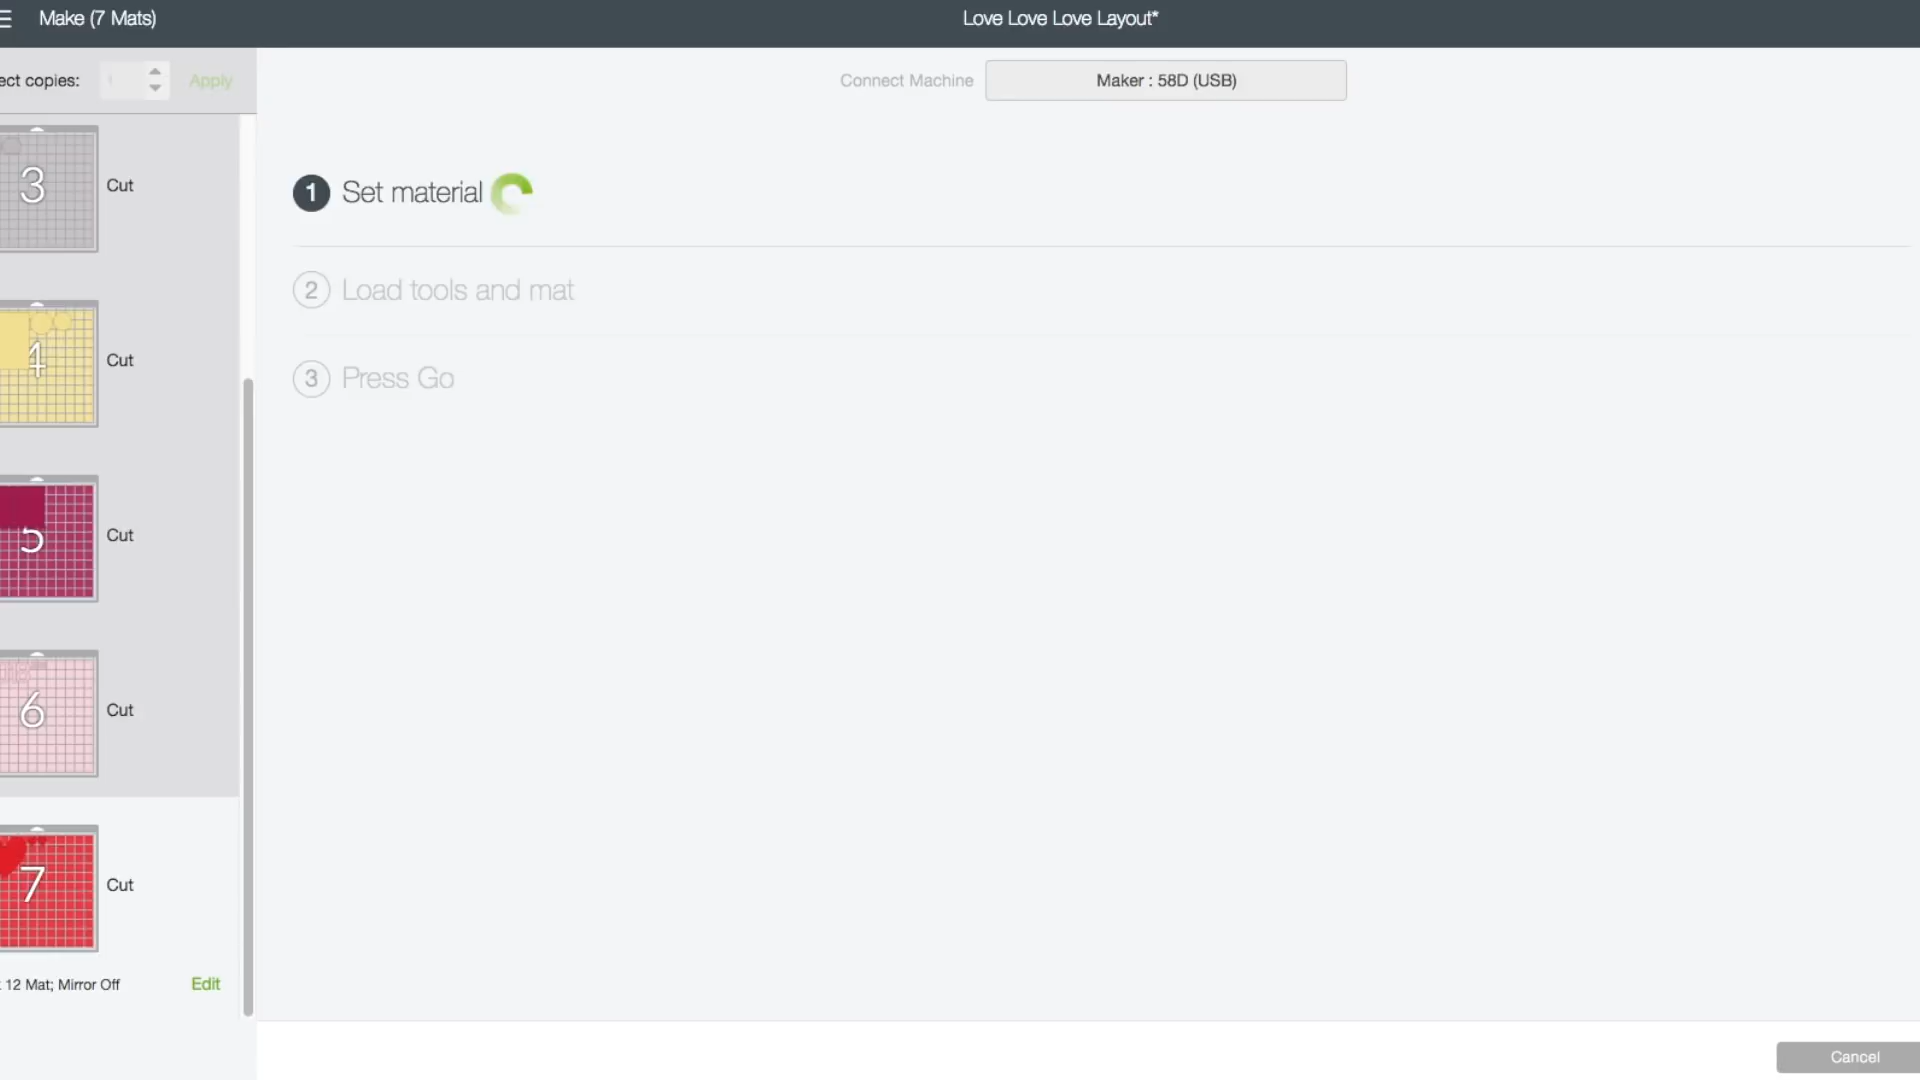 Make (7 Mats)
Love Love Love Layout*
ect copies:
1
Apply
Connect Machine
Maker : 58D (USB)
1 Set material
2 Load tools and mat
3 Press Go
3
Cut
4
Cut
5
Cut
6
Cut
7
Cut
12 Mat; Mirror Off
Edit
Cancel